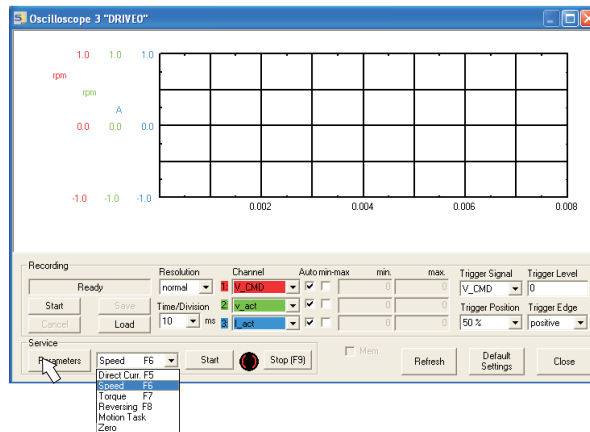 Oscilloscope 3 "DRIVE0"
1.0 1.0 1.0
rpm
rpm
A
0.0 0.0 0.0
-1.0 -1.0 -1.0
0.002 0.004 0.006 0.008
Recording
Resolution Channel Auto min-max min. max. Trigger Signal Trigger Level
Ready normal 1: V_CMD 0 0 V_CMD 0
Start Save Time/Division 2: v_act 0 0 Trigger Position Trigger Edge
Cancel Load 10 ms 3: I_act 0 0 50 % positive
Service
Parameters Speed F6 Start Stop (F9) Mem Refresh Default Settings Close
Direct Curr. F5
Speed F6
Torque F7
Reversing F8
Motion Task
Zero